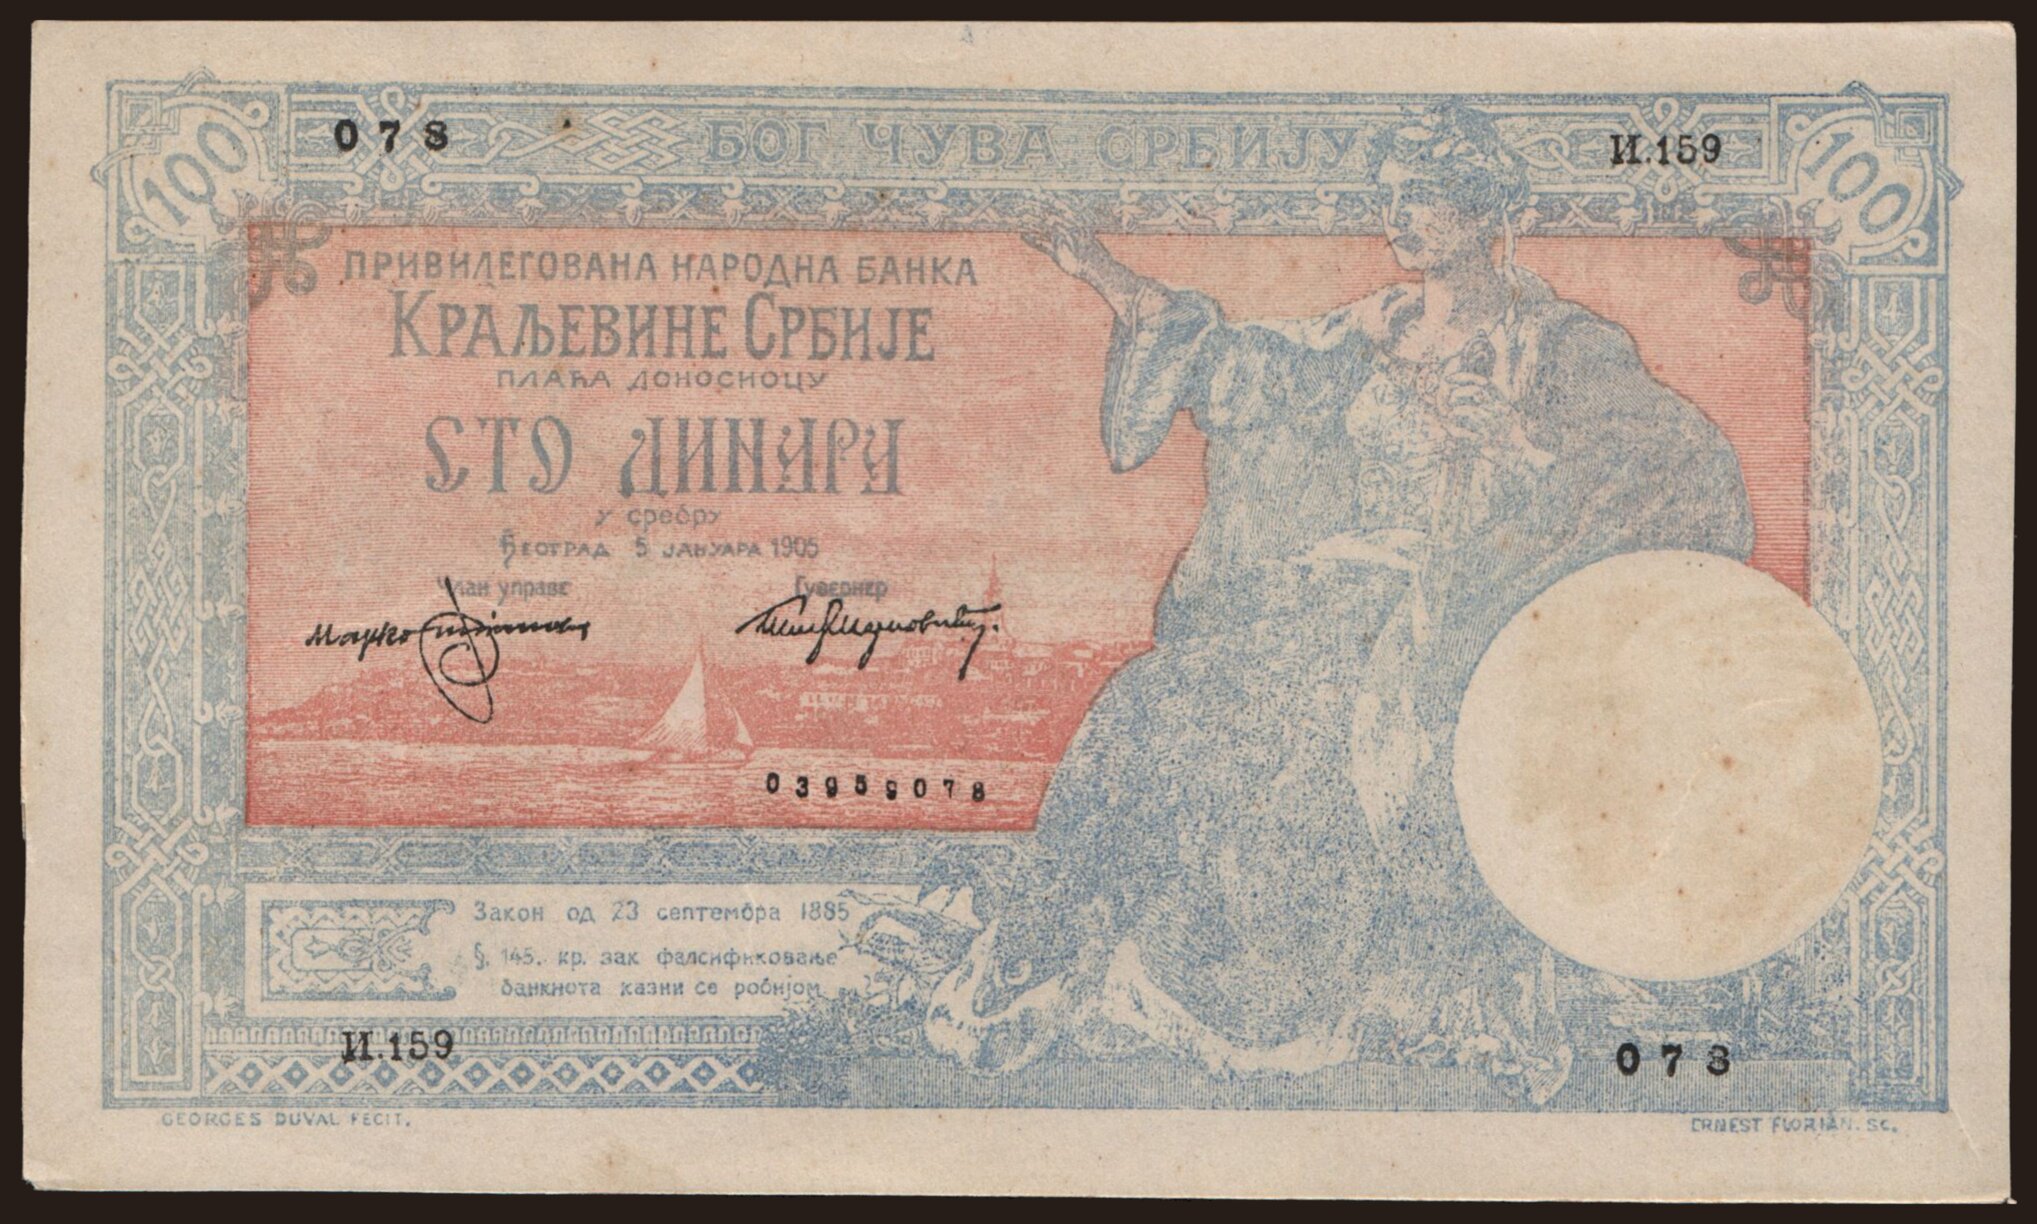 100
078
БОГ ЧУВА СРБИЈУ
И.159
100
ПРИВИЛЕГОВАНА НАРОДНА БАНКА
КРАЉЕВИНЕ СРБИЈЕ
ПЛАЋА ДОНОСИОЦУ
СТО ДИНАРА
у сребру
БЕОГРАД 5 ЈАНУАРА 1905
Члан управе
Гувернер
Марко
03959078
Закон од 23 септембра 1885
§. 145. кр. зак фалсификовање
банкнота казни се робијом
И.159
078
GEORGES DUVAL FECIT.
ERNEST FLORIAN. SC.